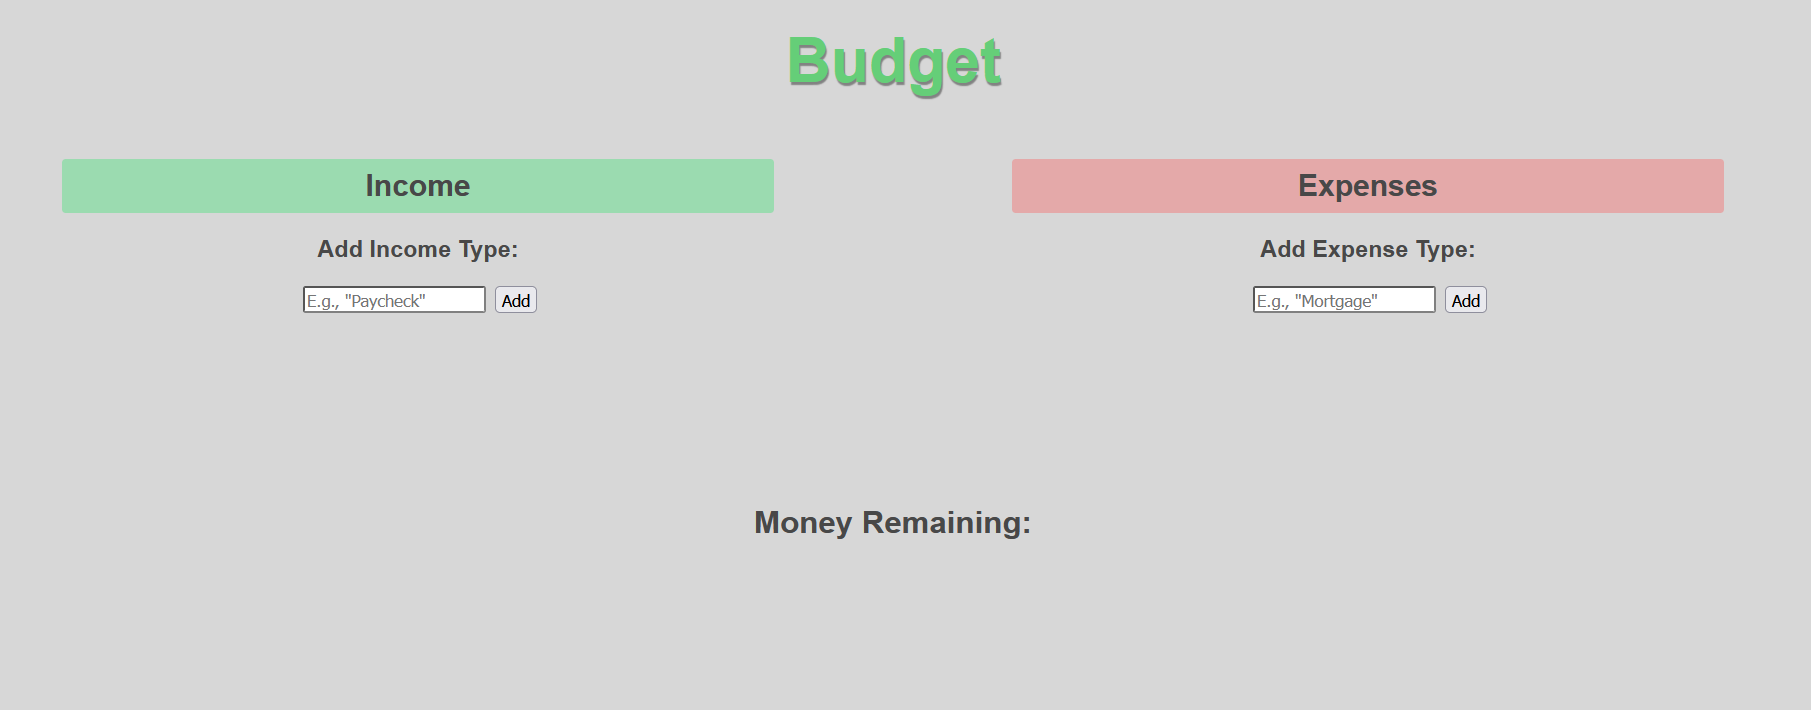 Budget
Income
Expenses
Add Income Type:
Add Expense Type:
E.g., "Paycheck" Add
E.g., "Mortgage" Add
Money Remaining: